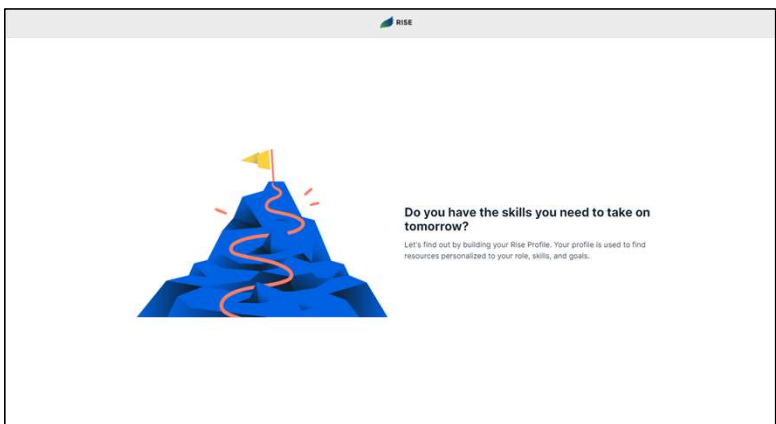 RISE
Do you have the skills you need to take on
tomorrow?
Let's find out by building your Rise Profile. Your profile is used to find
resources personalized to your role, skills, and goals.